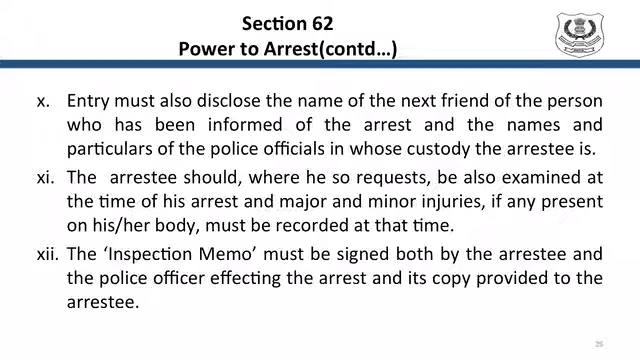 Section 62
Power to Arrest(contd…)
x. Entry must also disclose the name of the next friend of the person
who has been informed of the arrest and the names and
particulars of the police officials in whose custody the arrestee is.
xi. The arrestee should, where he so requests, be also examined at
the time of his arrest and major and minor injuries, if any present
on his/her body, must be recorded at that time.
xii. The ‘Inspection Memo’ must be signed both by the arrestee and
the police officer effecting the arrest and its copy provided to the
arrestee.